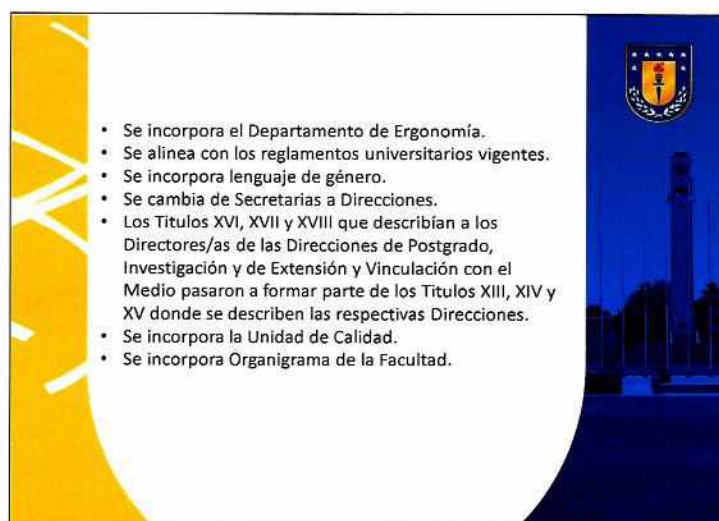 • Se incorpora el Departamento de Ergonomía.
• Se alinea con los reglamentos universitarios vigentes.
• Se incorpora lenguaje de género.
• Se cambia de Secretarias a Direcciones.
• Los Titulos XVI, XVII y XVIII que describían a los
Directores/as de las Direcciones de Postgrado,
Investigación y de Extensión y Vinculación con el
Medio pasaron a formar parte de los Titulos XIII, XIV y
XV donde se describen las respectivas Direcciones.
• Se incorpora la Unidad de Calidad.
• Se incorpora Organigrama de la Facultad.